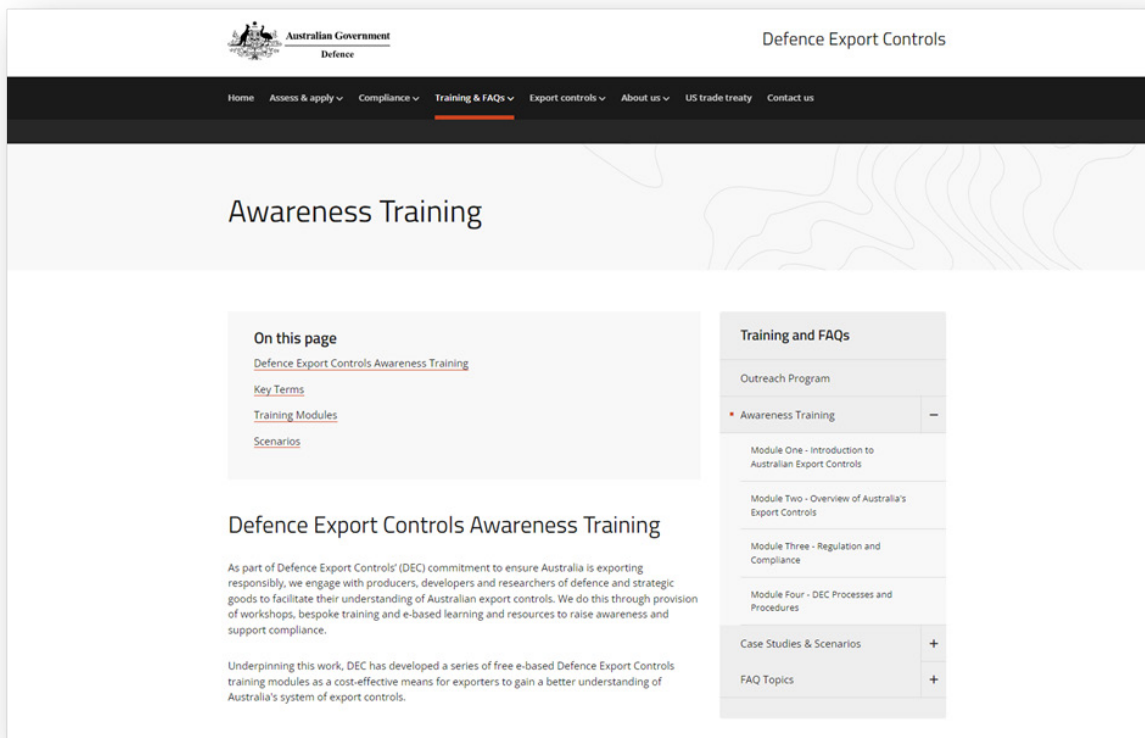 Australian Government
Defence
Defence Export Controls
Home Assess & apply Compliance Training & FAQs Export controls About us US trade treaty Contact us
Awareness Training
On this page
Defence Export Controls Awareness Training
Key Terms
Training Modules
Scenarios
Defence Export Controls Awareness Training
As part of Defence Export Controls' (DEC) commitment to ensure Australia is exporting
responsibly, we engage with producers, developers and researchers of defence and strategic
goods to facilitate their understanding of Australian export controls. We do this through provision
of workshops, bespoke training and e-based learning and resources to raise awareness and
support compliance.
Underpinning this work, DEC has developed a series of free e-based Defence Export Controls
training modules as a cost-effective means for exporters to gain a better understanding of
Australia's system of export controls.
Training and FAQs
Outreach Program
Awareness Training
Module One - Introduction to
Australian Export Controls
Module Two - Overview of Australia's
Export Controls
Module Three - Regulation and
Compliance
Module Four - DEC Processes and
Procedures
Case Studies & Scenarios
FAQ Topics